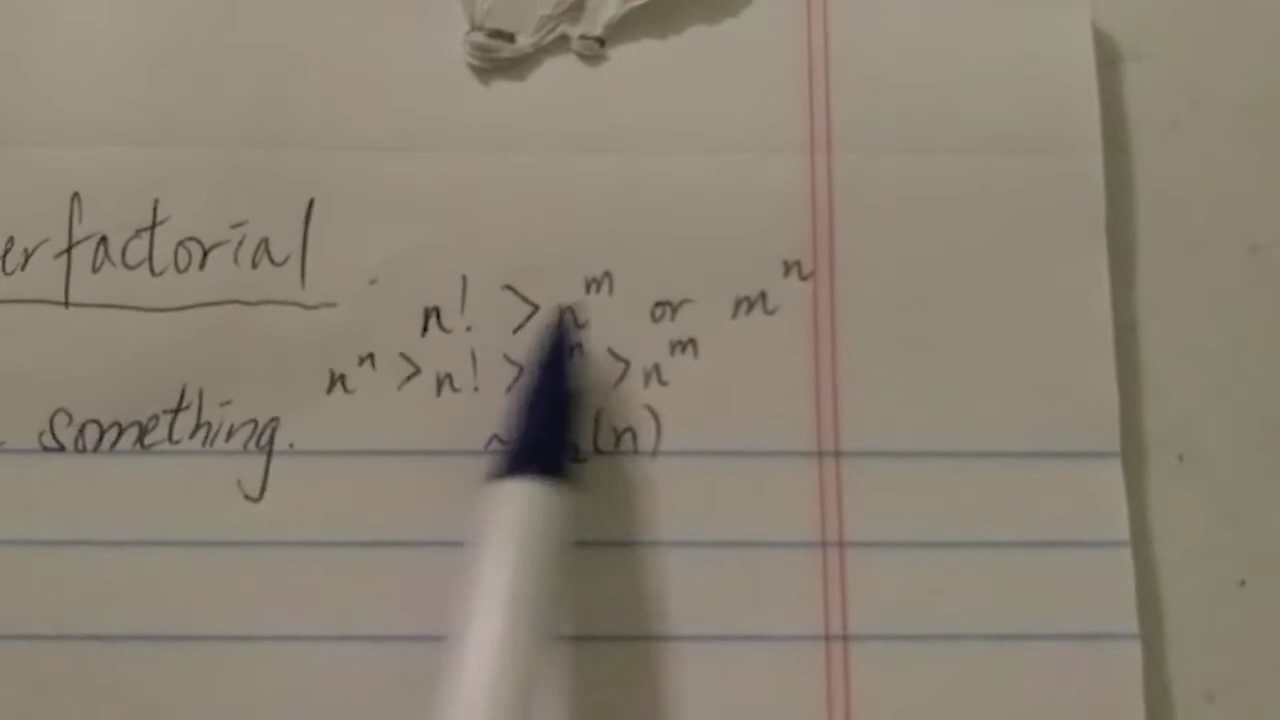 erfactorial
n! > n^m or m^n
n^n > n! > n > n^m
something.
~ (n)